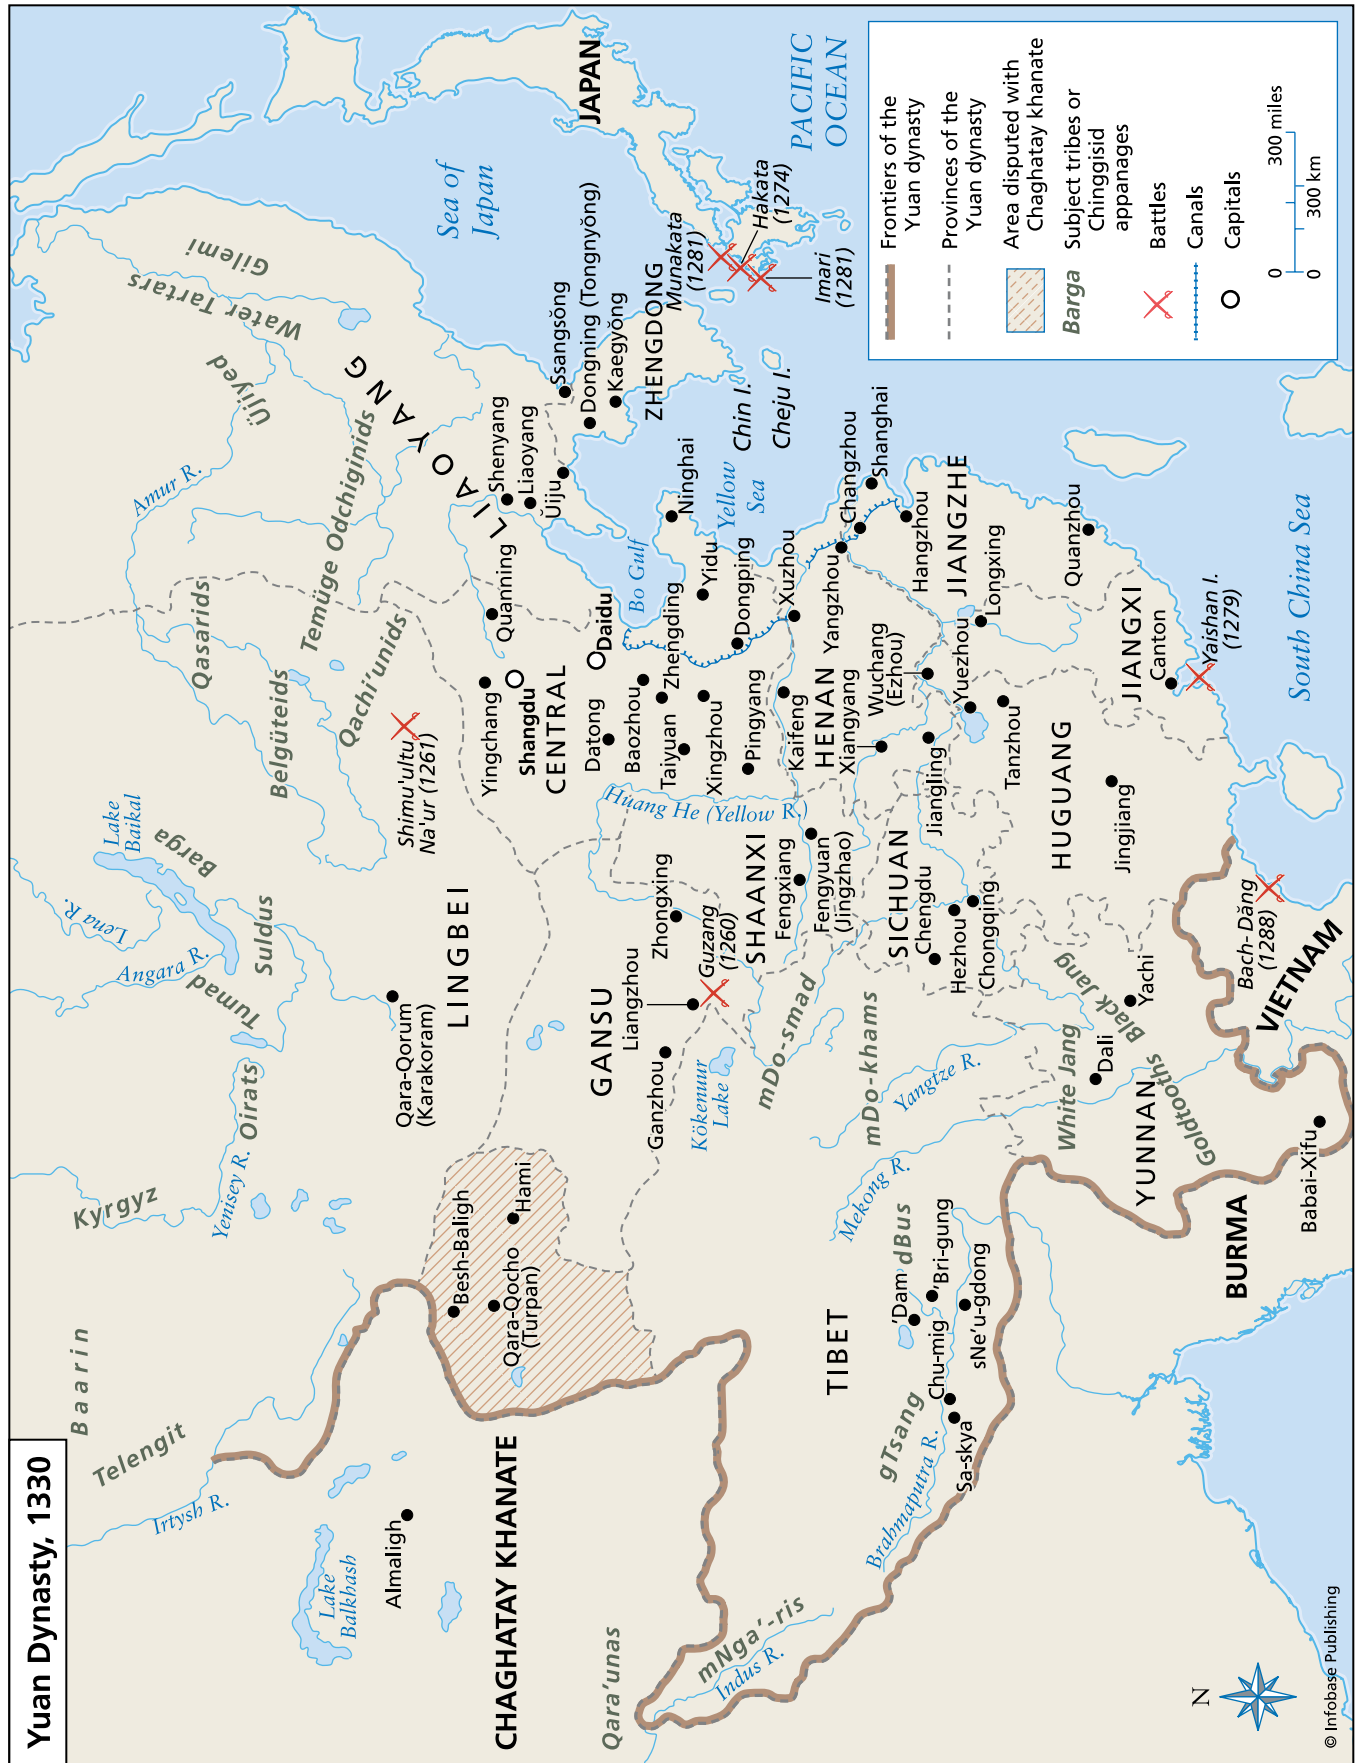 Yuan Dynasty, 1330
Baarin
Telengit
Irtysh R.
Kyrgyz
Yenisey R.
Oirats
Tumad
Angara R.
Lena R.
Suldus
Barga
Lake
Baikal
Belgüteids
Qasarids
Qachi'unids
Temüge Odchiginids
Amur R.
Üjiyed
Water Tartars
Gilemi
LIAOYANG
Lake
Balkhash
Almaligh
CHAGHATAY KHANATE
Qara'unas
Qara-Qorum
(Karakoram)
LINGBEI
Shimu'ultu
Na'ur (1261)
Besh-Baligh
Qara-Qocho
(Turpan)
Hami
Yingchang
Shangdu
CENTRAL
Quanning
Shenyang
Liaoyang
Ŭiju
Ssangsŏng
Dongning (Tongnyŏng)
Kaegyŏng
ZHENGDONG
Sea of
Japan
JAPAN
PACIFIC
OCEAN
Munakata
(1281)
Hakata
(1274)
Imari
(1281)
Chin I.
Cheju I.
Daidu
Bo Gulf
Datong
Baozhou
Taiyuan
Zhengding
Xingzhou
Pingyang
Yidu
Dongping
Ninghai
Yellow
Sea
GANSU
Liangzhou
Ganzhou
Zhongxing
Guzang
(1260)
Kökenuur
Lake
Huang He (Yellow R.)
SHAANXI
Fengxiang
Fengyuan
(Jingzhao)
Kaifeng
HENAN
Xiangyang
Xuzhou
Yangzhou
Changzhou
Shanghai
Hangzhou
JIANGZHE
Wuchang
(Ezhou)
Yuezhou
Longxing
Quanzhou
Jiangling
Tanzhou
JIANGXI
Canton
Yaishan I.
(1279)
South China Sea
HUGUANG
Jingjiang
SICHUAN
Chengdu
Hezhou
Chongqing
mDo-smad
mDo-khams
Yangtze R.
Mekong R.
White Jang
Black Jang
Goldtooths
Dali
Yachi
YUNNAN
Babai-Xifu
Bach-Dăng
(1288)
VIETNAM
BURMA
TIBET
dBus
'Dam
'Bri-gung
sNe'u-gdong
Chu-mig
Sa-skya
gTsang
Brahmaputra R.
mNga'-ris
Indus R.
N
© Infobase Publishing
Frontiers of the
Yuan dynasty
Provinces of the
Yuan dynasty
Area disputed with
Chaghatay khanate
Barga
Subject tribes or
Chinggisid
appanages
Battles
Canals
Capitals
0
300 miles
0
300 km